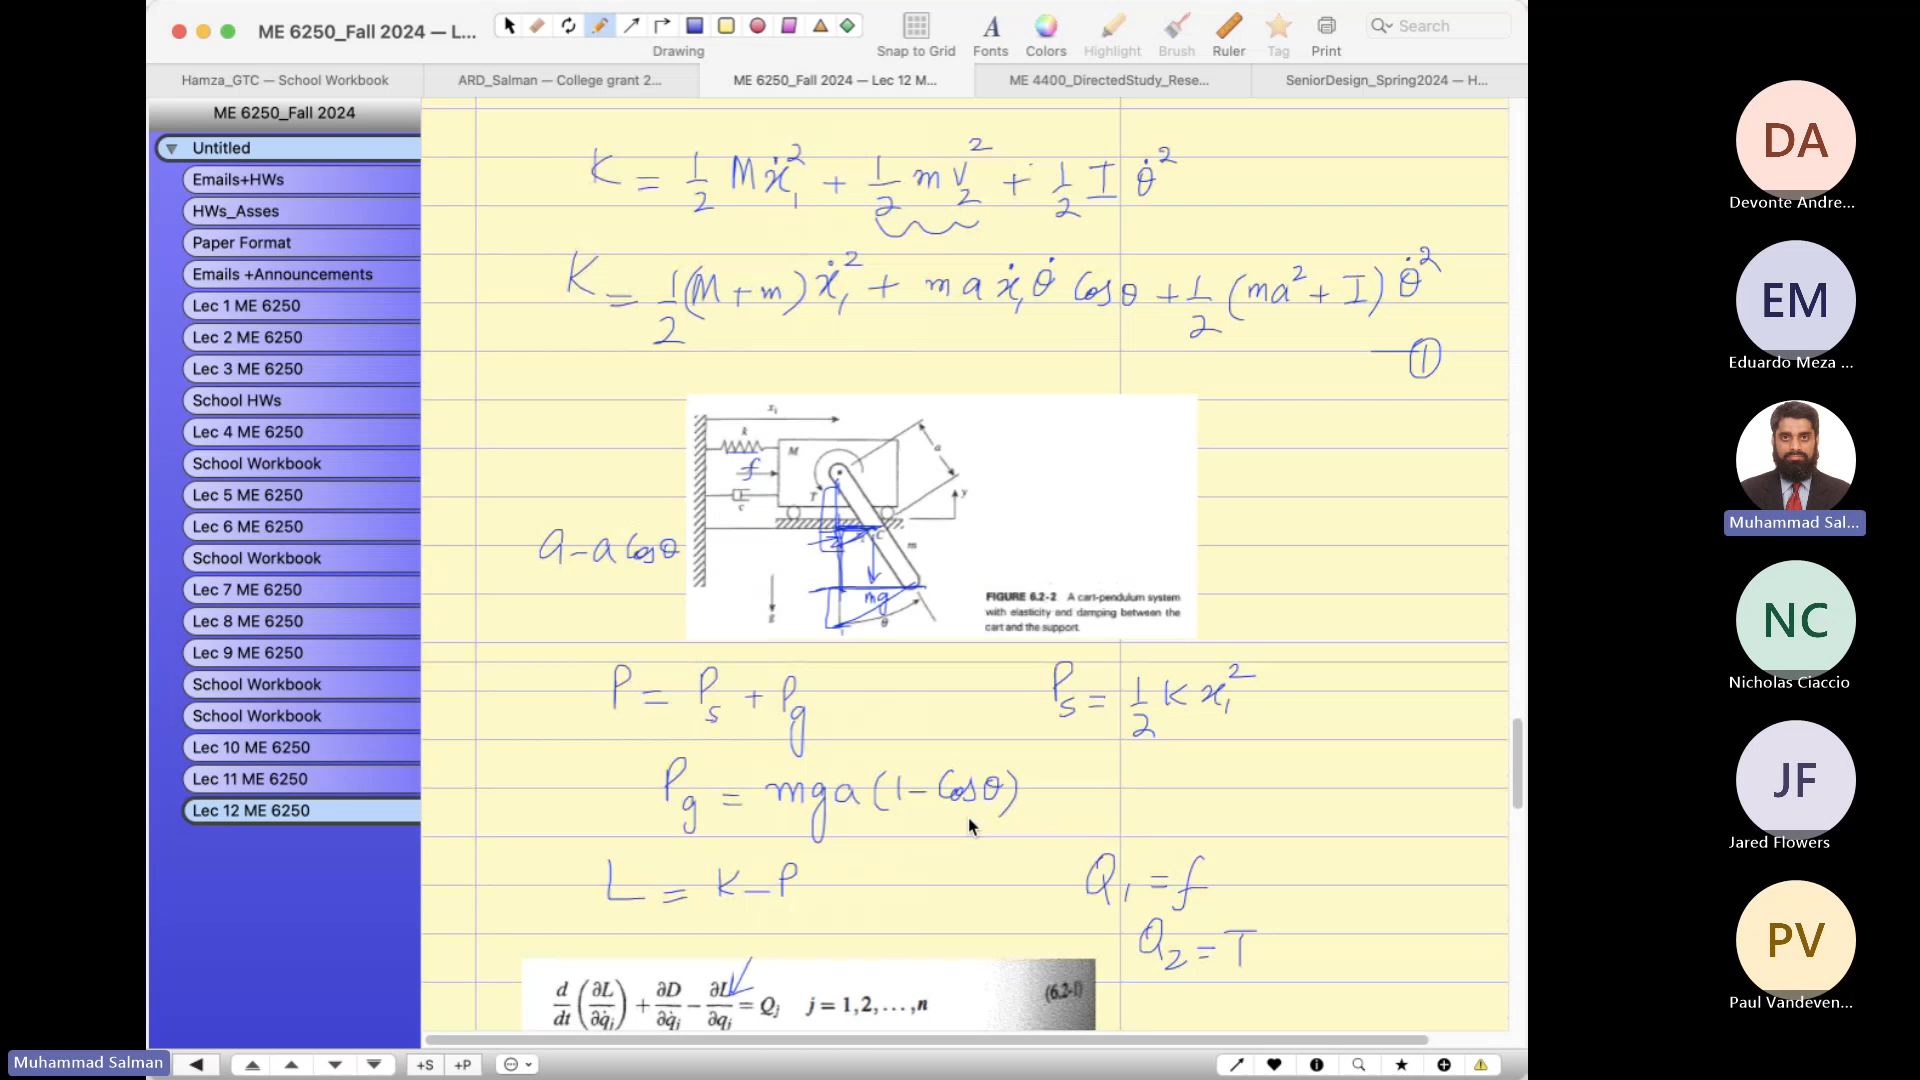 ME 6250_Fall 2024 — L...
Drawing
Snap to Grid
Fonts
Colors
Highlight
Brush
Ruler
Tag
Print
Search
Hamza_GTC — School Workbook
ARD_Salman — College grant 2...
ME 6250_Fall 2024 — Lec 12 M...
ME 4400_DirectedStudy_Rese...
SeniorDesign_Spring2024 — H...
ME 6250_Fall 2024
Untitled
Emails+HWs
HWs_Asses
Paper Format
Emails +Announcements
Lec 1 ME 6250
Lec 2 ME 6250
Lec 3 ME 6250
School HWs
Lec 4 ME 6250
School Workbook
Lec 5 ME 6250
Lec 6 ME 6250
School Workbook
Lec 7 ME 6250
Lec 8 ME 6250
Lec 9 ME 6250
School Workbook
School Workbook
Lec 10 ME 6250
Lec 11 ME 6250
Lec 12 ME 6250
K = 1/2 M ẋ₁² + 1/2 m v₂² + 1/2 I θ̇²
K = 1/2 (M + m) ẋ₁² + m a ẋ₁ θ̇ Cos θ + 1/2 (ma² + I) θ̇²
①
x₁
k
M
f
a
T
y
c
C
m
a - a Cos θ
mg
θ
FIGURE 6.2-2 A cart-pendulum system
with elasticity and damping between the
cart and the support.
P = Ps + Pg
Ps = 1/2 K x₁²
Pg = mga (1 - Cos θ)
L = K - P
Q₁ = f
Q₂ = T
d/dt (∂L/∂q̇j) + ∂D/∂q̇j − ∂L/∂qj = Qj j = 1, 2, . . . , n (6.2-1)
+S
+P
DA
Devonte Andre...
EM
Eduardo Meza ...
Muhammad Sal...
NC
Nicholas Ciaccio
JF
Jared Flowers
PV
Paul Vandeven...
Muhammad Salman